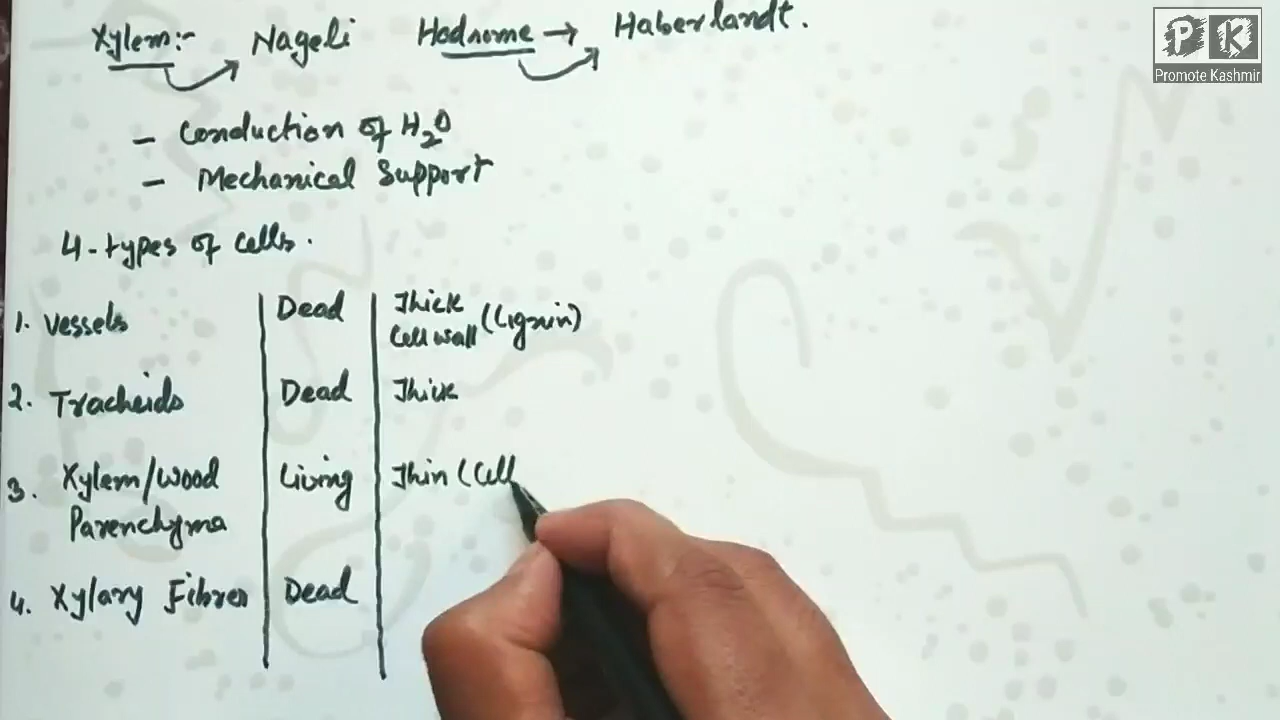 Xylem:- Nageli Hadrome → Haberlandt.
- Conduction of H2O
- Mechanical Support
4-types of cells.
1. Vessels Dead Thick Cell wall (Lignin)
2. Tracheids Dead Thick
3. Xylem/Wood Parenchyma Living Thin (Cell
4. Xylary Fibres Dead
PK
Promote Kashmir